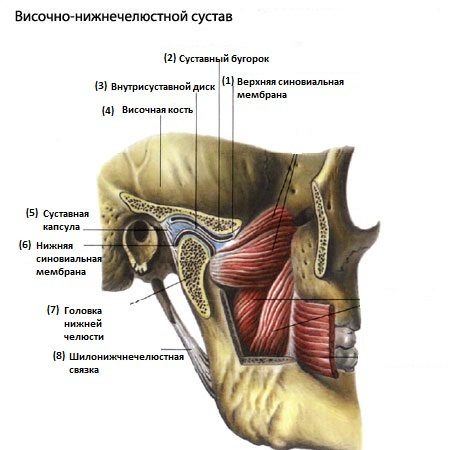 Височно-нижнечелюстной сустав
(2) Суставный бугорок
(3) Внутрисуставной диск
(1) Верхняя синовиальная
мембрана
(4) Височная кость
(5) Суставная
капсула
(6) Нижняя
синовиальная
мембрана
(7) Головка
нижней
челюсти
(8) Шилонижчнечелюстная
связка